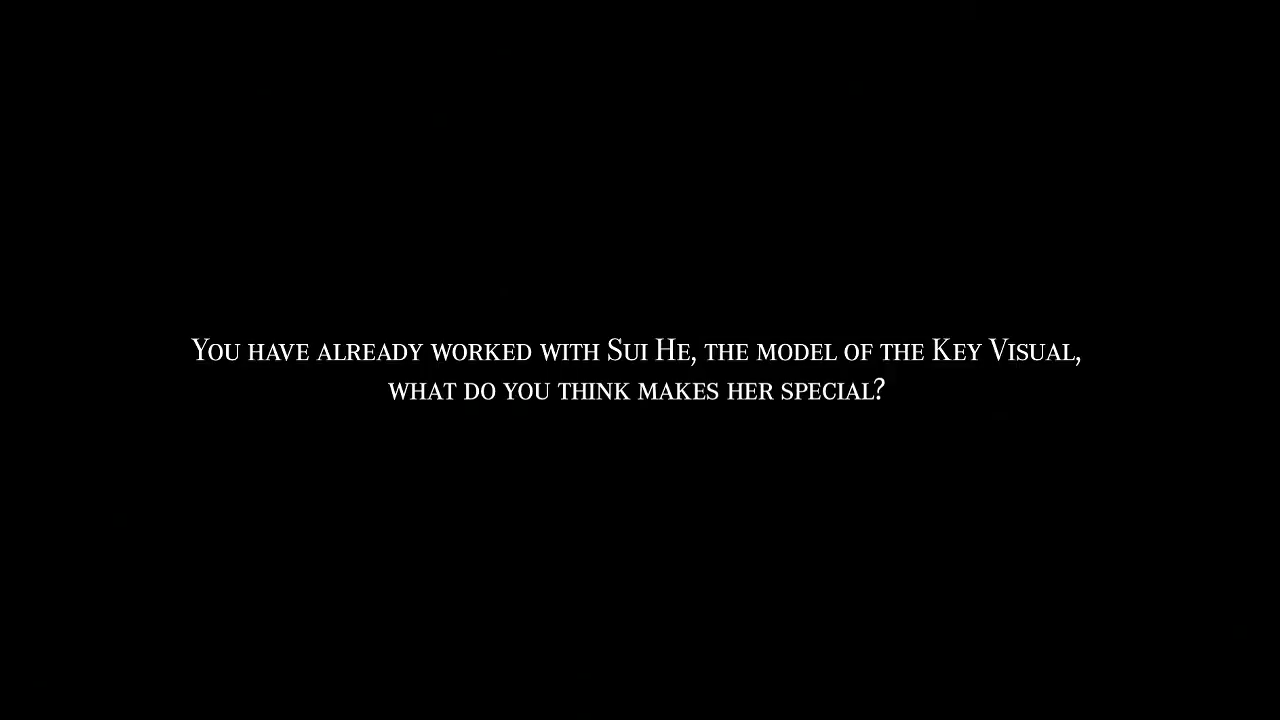 You have already worked with Sui He, the model of the Key Visual,
what do you think makes her special?